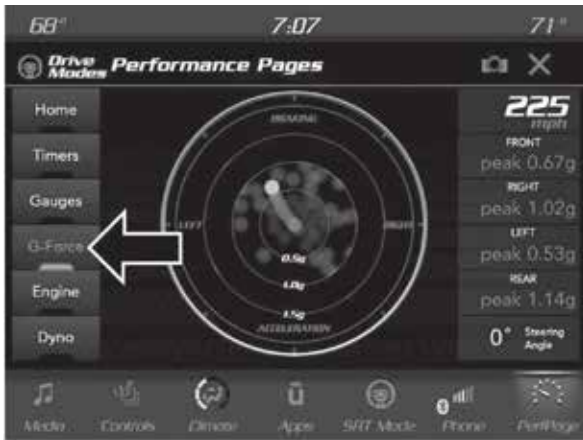 68°
7:07
71°
Drive Modes
Performance Pages
Home
Timers
Gauges
G-Force
Engine
Dyno
BRAKING
LEFT
RIGHT
0.5g
1.0g
1.5g
ACCELERATION
225
mph
FRONT
peak 0.67g
RIGHT
peak 1.02g
LEFT
peak 0.53g
REAR
peak 1.14g
0° Steering Angle
Media
Controls
Climate
Apps
SRT Mode
Phone
PerfPage